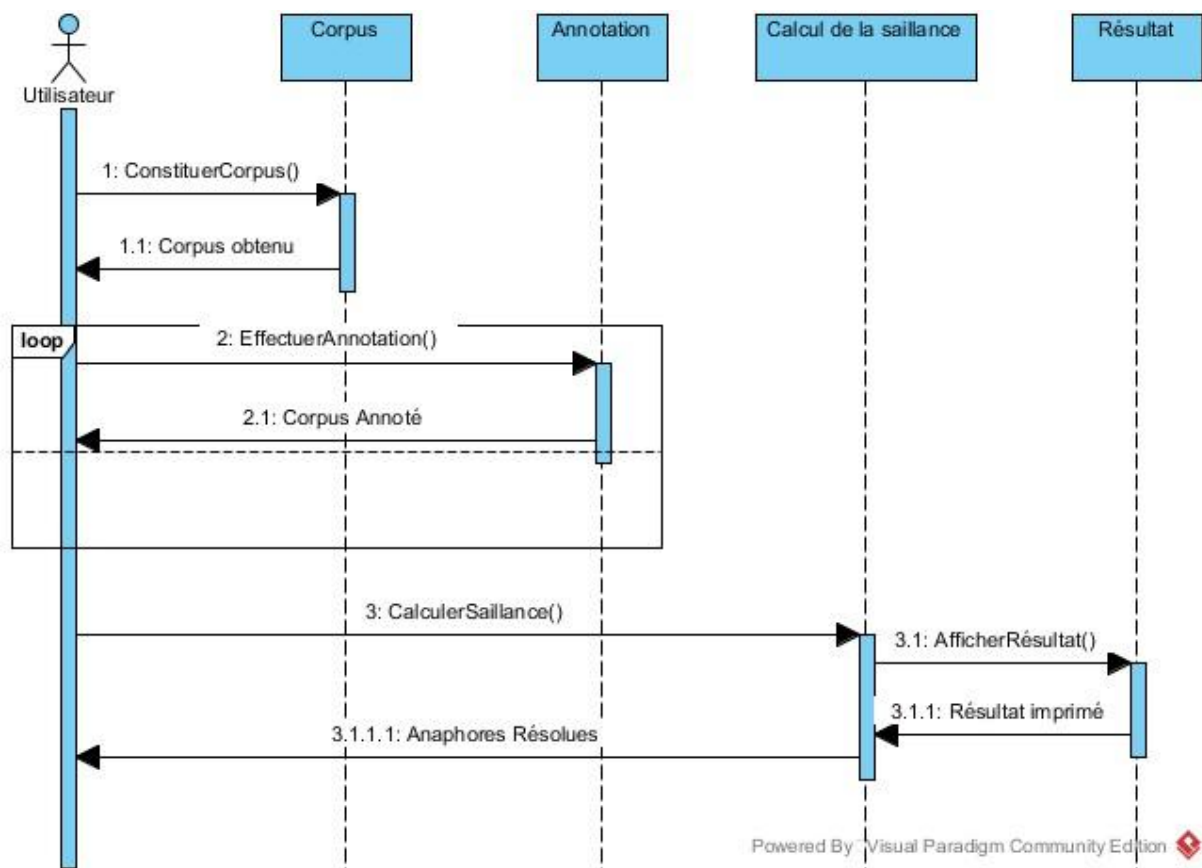 Corpus
Annotation
Calcul de la saillance
Résultat
Utilisateur
1: ConstituerCorpus()
1.1: Corpus obtenu
loop
2: EffectuerAnnotation()
2.1: Corpus Annoté
3: CalculerSaillance()
3.1: AfficherRésultat()
3.1.1: Résultat imprimé
3.1.1.1: Anaphores Résolues
Powered By Visual Paradigm Community Edition